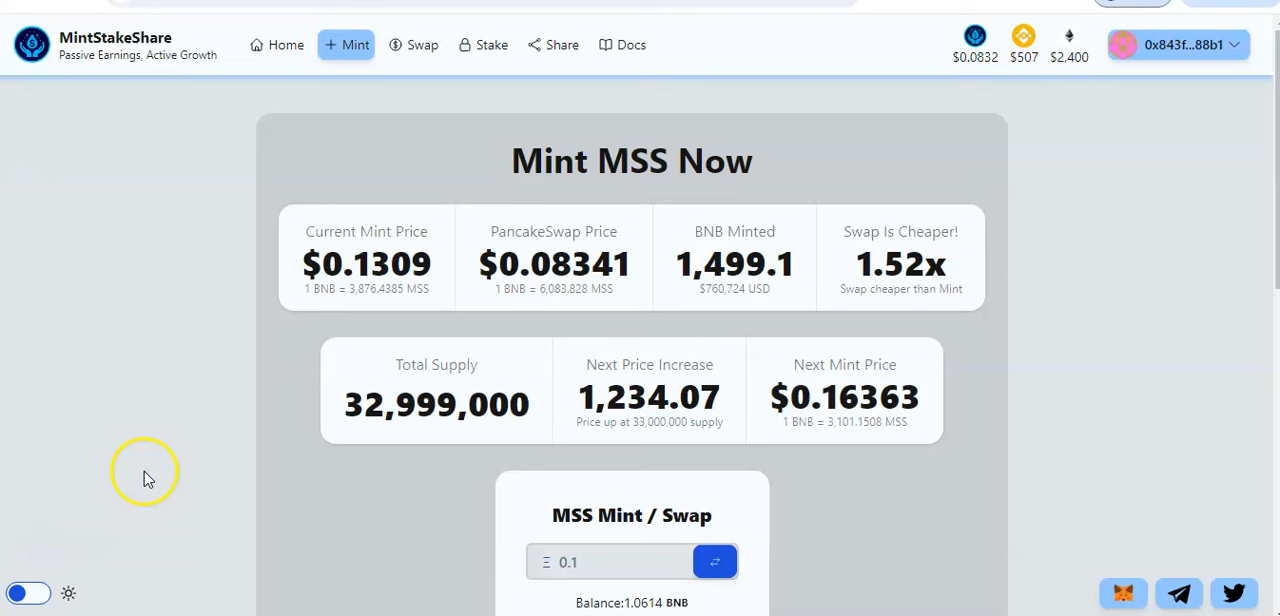 MintStakeShare
Passive Earnings, Active Growth
Home
+ Mint
Swap
Stake
Share
Docs
$0.0832
$507
$2,400
0x843f...88b1
Mint MSS Now
Current Mint Price
$0.1309
1 BNB = 3,876.4385 MSS
PancakeSwap Price
$0.08341
1 BNB = 6,083.828 MSS
BNB Minted
1,499.1
$760,724 USD
Swap Is Cheaper!
1.52x
Swap cheaper than Mint
Total Supply
32,999,000
Next Price Increase
1,234.07
Price up at 33,000,000 supply
Next Mint Price
$0.16363
1 BNB = 3,101.1508 MSS
MSS Mint / Swap
Ξ 0.1
Balance:1.0614 BNB